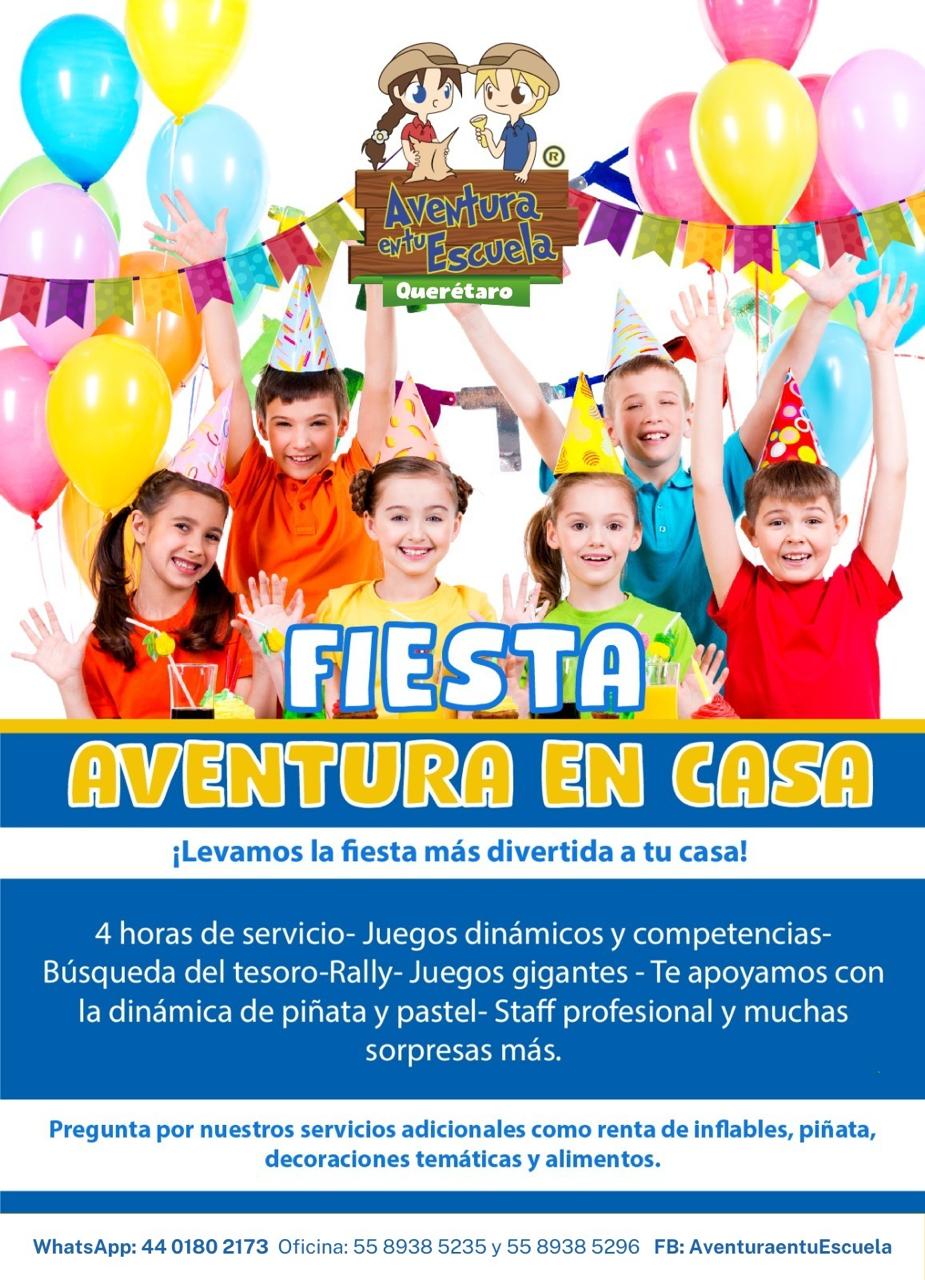 ®
Aventura
en tu Escuela
Querétaro
T
FIESTA
AVENTURA EN CASA
¡Levamos la fiesta más divertida a tu casa!
4 horas de servicio- Juegos dinámicos y competencias-
Búsqueda del tesoro-Rally- Juegos gigantes - Te apoyamos con
la dinámica de piñata y pastel- Staff profesional y muchas
sorpresas más.
Pregunta por nuestros servicios adicionales como renta de inflables, piñata,
decoraciones temáticas y alimentos.
WhatsApp: 44 0180 2173 Oficina: 55 8938 5235 y 55 8938 5296 FB: AventuraentuEscuela